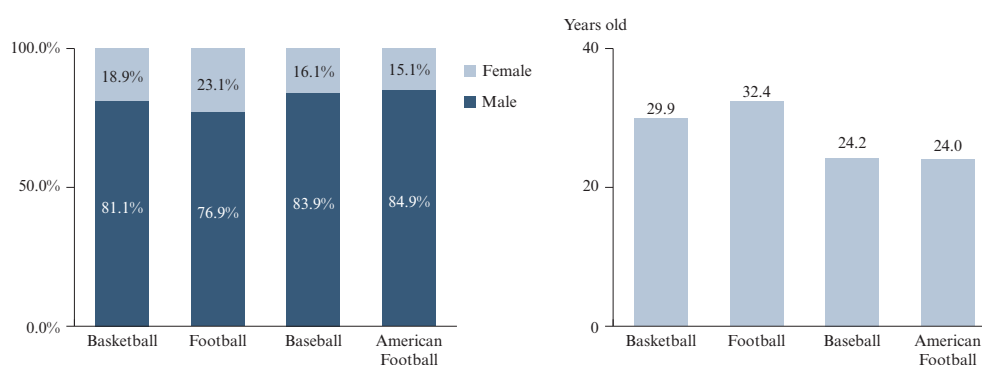 100.0%
50.0%
0.0%
18.9%
23.1%
16.1%
15.1%
81.1%
76.9%
83.9%
84.9%
Basketball
Football
Baseball
American
Football
Female
Male
Years old
40
20
0
29.9
32.4
24.2
24.0
Basketball
Football
Baseball
American
Football